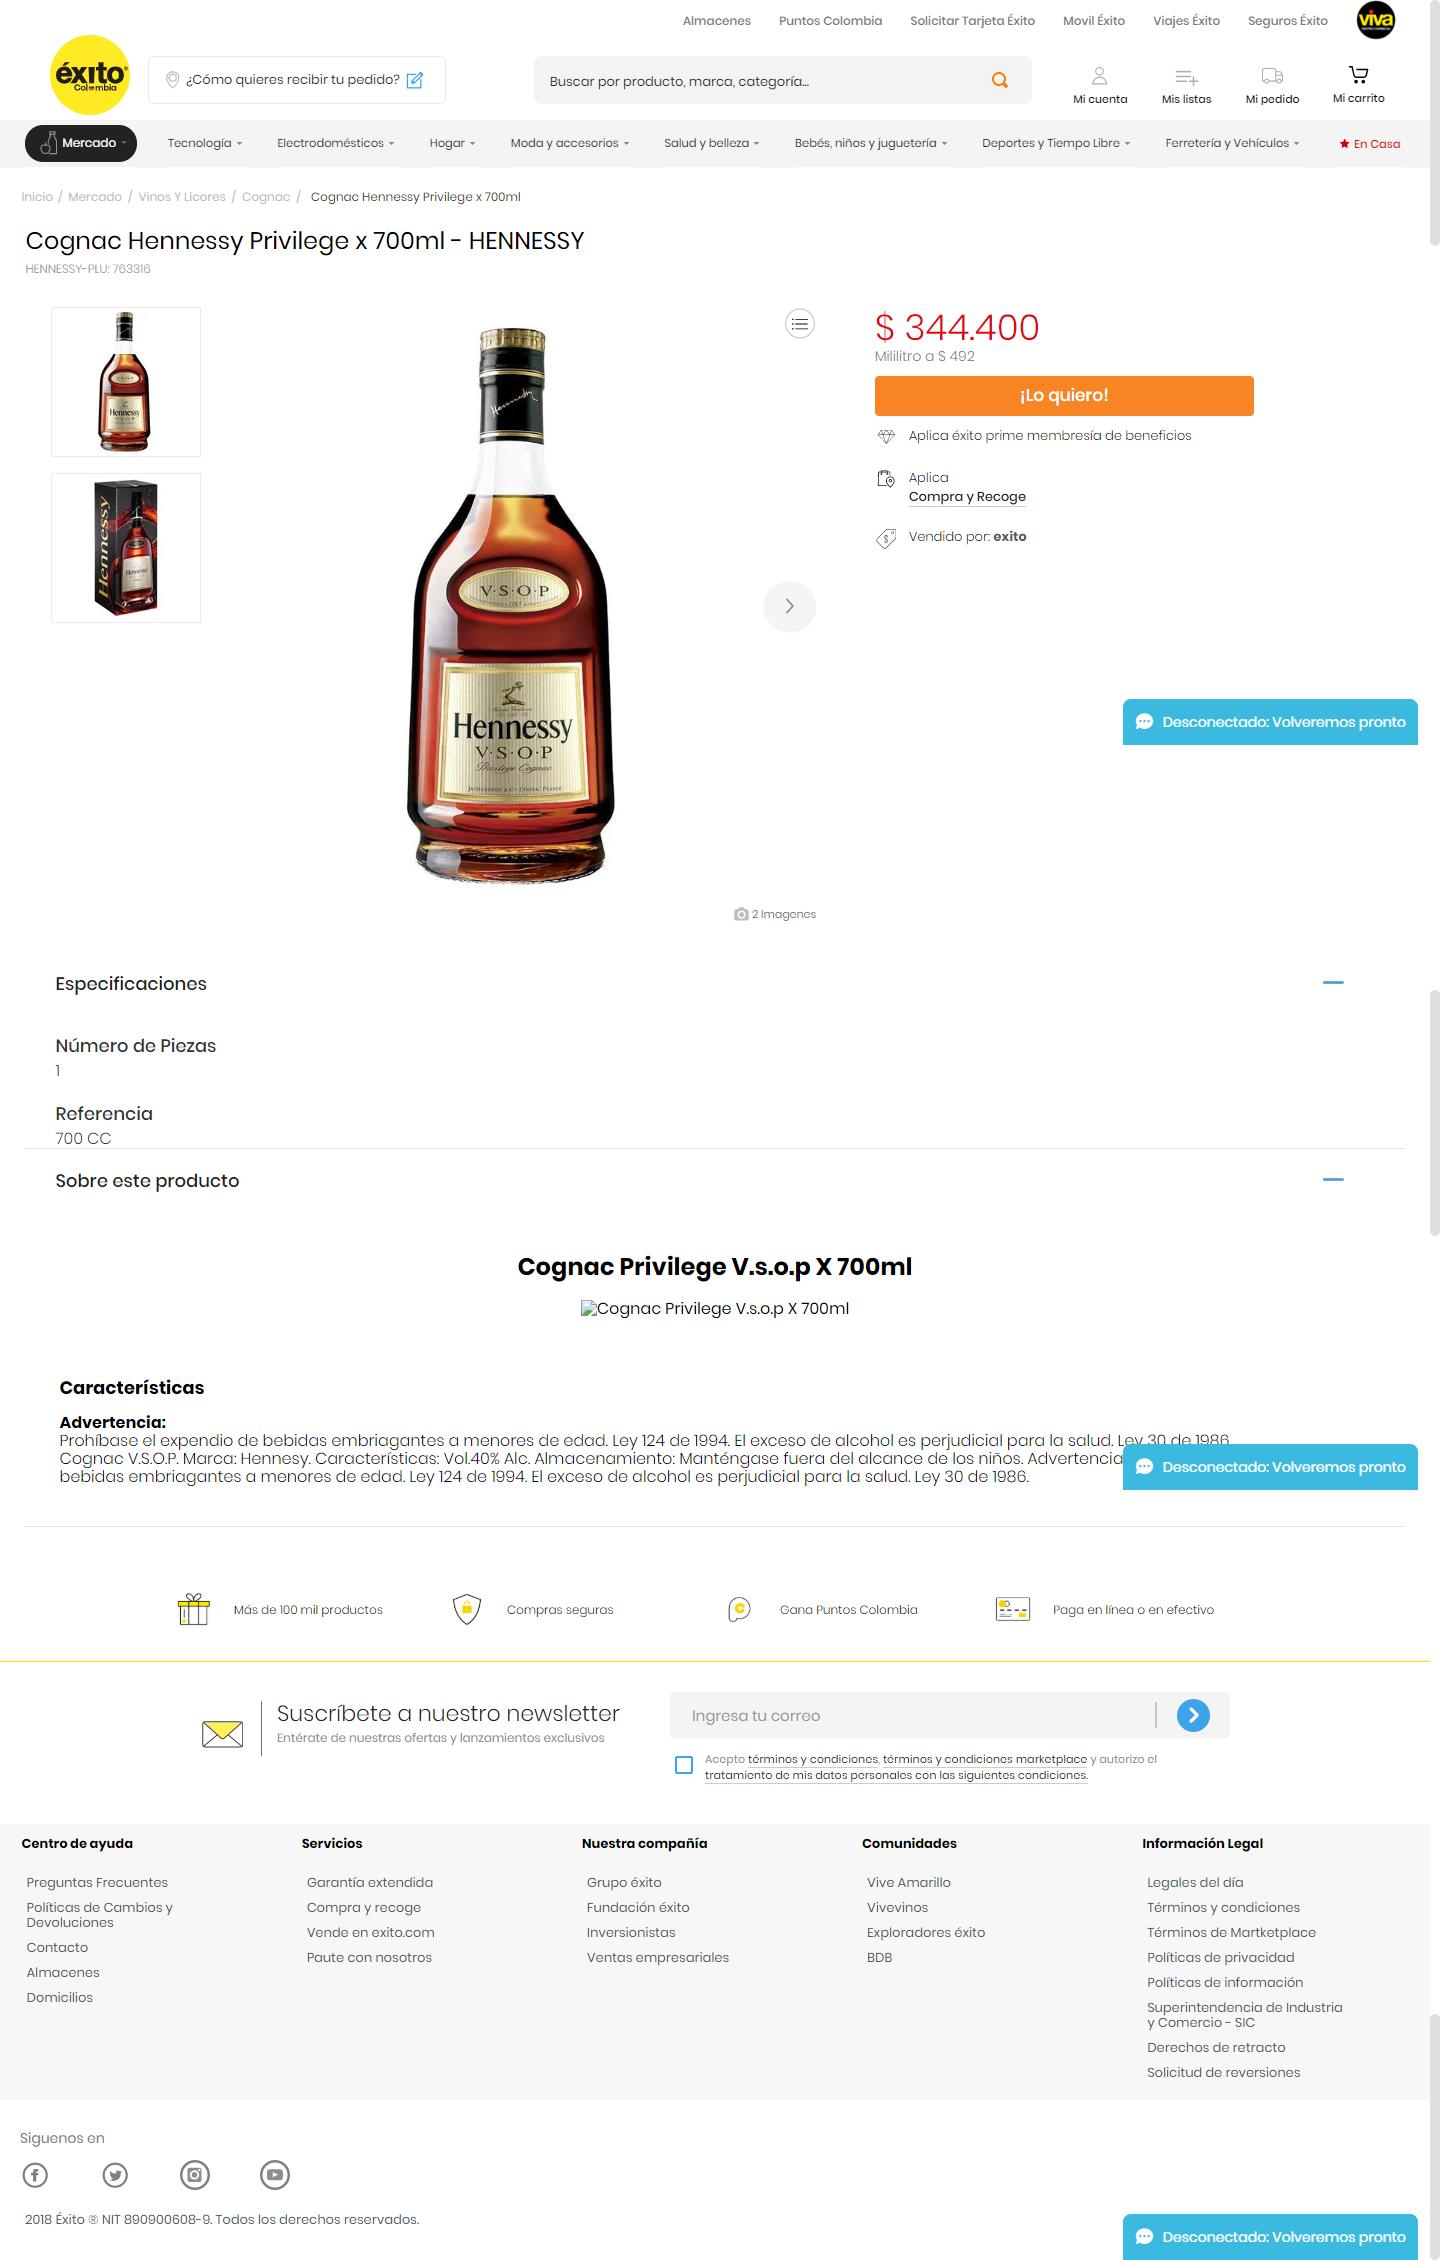 Almacenes Puntos Colombia Solicitar Tarjeta Éxito Movil Éxito Viajes Éxito Seguros Éxito viva
éxito
Colombia
¿Cómo quieres recibir tu pedido?
Buscar por producto, marca, categoría...
Mi cuenta Mis listas Mi pedido Mi carrito
Mercado Tecnología Electrodomésticos Hogar Moda y accesorios Salud y belleza Bebés, niños y juguetería Deportes y Tiempo Libre Ferretería y Vehículos En Casa
Inicio / Mercado / Vinos Y Licores / Cognac / Cognac Hennessy Privilege x 700ml
Cognac Hennessy Privilege x 700ml - HENNESSY
HENNESSY-PLU: 763316
$ 344.400
Mililitro a $ 492
¡Lo quiero!
Aplica éxito prime membresía de beneficios
Aplica
Compra y Recoge
Vendido por: exito
V·S·O·P
Hennessy
V·S·O·P
Privilege Cognac
Jas Hennessy & Co Cognac France
V·S·O·P
Hennessy
Hennessy
Hennessy
Desconectado: Volveremos pronto
2 Imagenes
Especificaciones
Número de Piezas
1
Referencia
700 CC
Sobre este producto
Cognac Privilege V.s.o.p X 700ml
Cognac Privilege V.s.o.p X 700ml
Características
Advertencia:
Prohíbase el expendio de bebidas embriagantes a menores de edad. Ley 124 de 1994. El exceso de alcohol es perjudicial para la salud. Ley 30 de 1986
Cognac V.S.O.P. Marca: Hennesy. Características: Vol.40% Alc. Almacenamiento: Manténgase fuera del alcance de los niños. Advertencia
bebidas embriagantes a menores de edad. Ley 124 de 1994. El exceso de alcohol es perjudicial para la salud. Ley 30 de 1986.
Desconectado: Volveremos pronto
Más de 100 mil productos Compras seguras Gana Puntos Colombia Paga en línea o en efectivo
Suscríbete a nuestro newsletter
Entérate de nuestras ofertas y lanzamientos exclusivos
Ingresa tu correo
Acepto términos y condiciones, términos y condiciones marketplace y autorizo el
tratamiento de mis datos personales con las siguientes condiciones.
Centro de ayuda
Preguntas Frecuentes
Políticas de Cambios y
Devoluciones
Contacto
Almacenes
Domicilios
Servicios
Garantía extendida
Compra y recoge
Vende en exito.com
Paute con nosotros
Nuestra compañía
Grupo éxito
Fundación éxito
Inversionistas
Ventas empresariales
Comunidades
Vive Amarillo
Vivevinos
Exploradores éxito
BDB
Información Legal
Legales del día
Términos y condiciones
Términos de Martketplace
Políticas de privacidad
Políticas de información
Superintendencia de Industria
y Comercio - SIC
Derechos de retracto
Solicitud de reversiones
Siguenos en
2018 Éxito ® NIT 890900608-9. Todos los derechos reservados.
Desconectado: Volveremos pronto